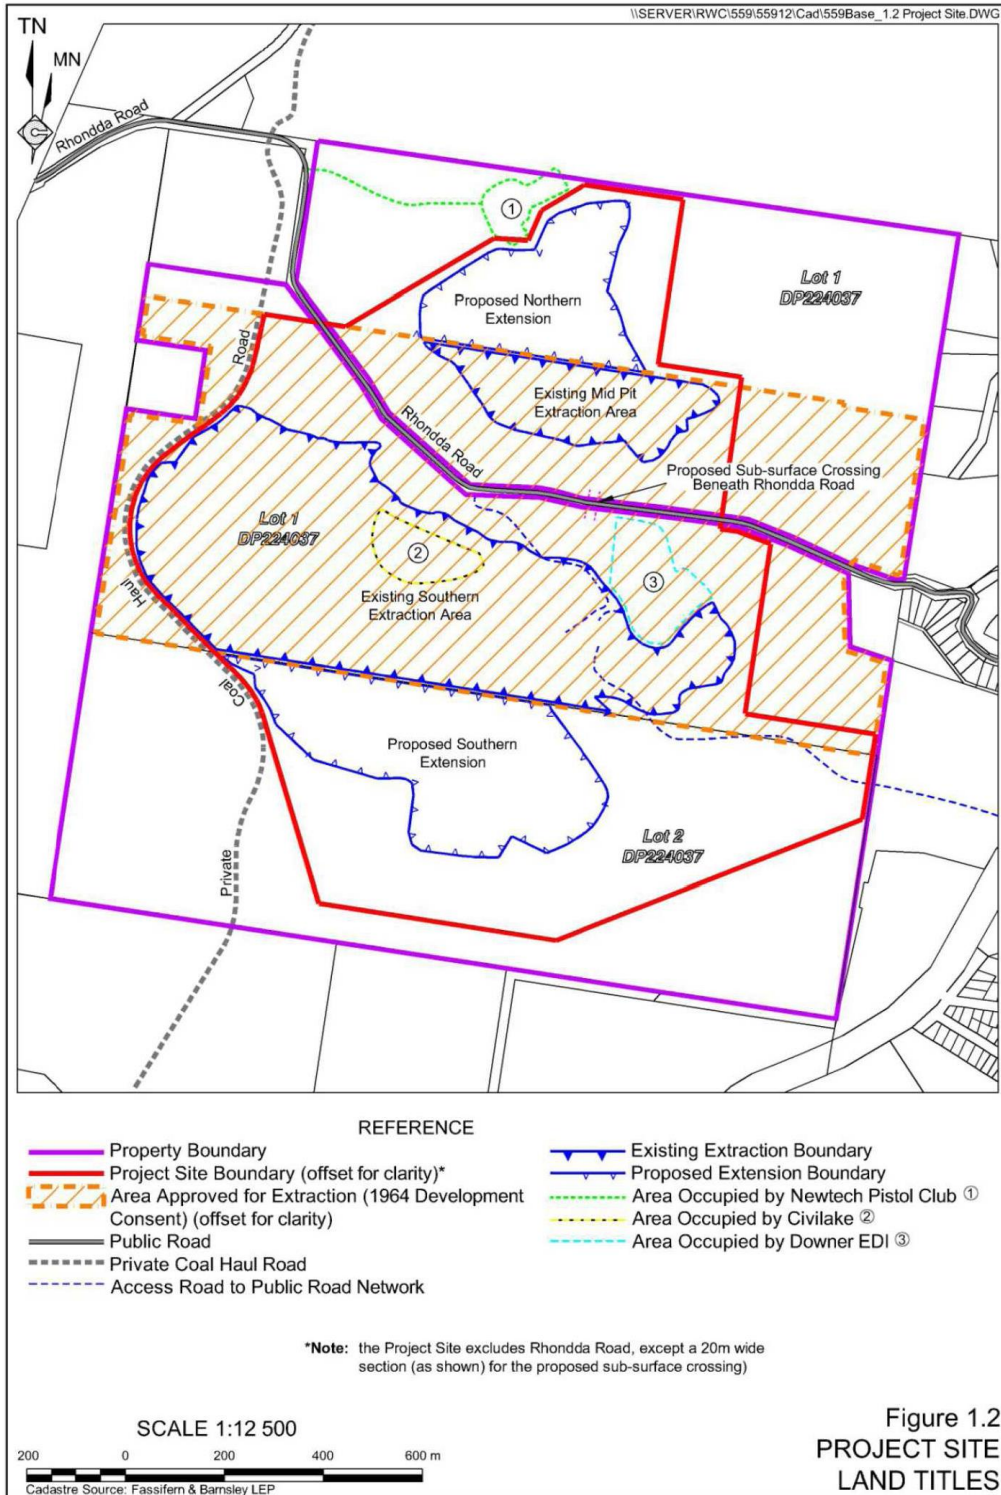 \\SERVER\RWC\559\55912\Cad\559Base_1.2 Project Site.DWG
TN
MN
Rhondda Road
1
Lot 1
DP224037
Proposed Northern
Extension
Road
Existing Mid Pit
Extraction Area
Rhondda Road
Proposed Sub-surface Crossing
Beneath Rhondda Road
Lot 1
DP224037
2
3
Existing Southern
Extraction Area
Haul
Coal
Proposed Southern
Extension
Lot 2
DP224037
Private
REFERENCE
Property Boundary
Project Site Boundary (offset for clarity)*
Area Approved for Extraction (1964 Development
Consent) (offset for clarity)
Public Road
Private Coal Haul Road
Access Road to Public Road Network
Existing Extraction Boundary
Proposed Extension Boundary
Area Occupied by Newtech Pistol Club ①
Area Occupied by Civilake ②
Area Occupied by Downer EDI ③
*Note: the Project Site excludes Rhondda Road, except a 20m wide
section (as shown) for the proposed sub-surface crossing)
SCALE 1:12 500
200 0 200 400 600 m
Cadastre Source: Fassifern & Barnsley LEP
Figure 1.2
PROJECT SITE
LAND TITLES